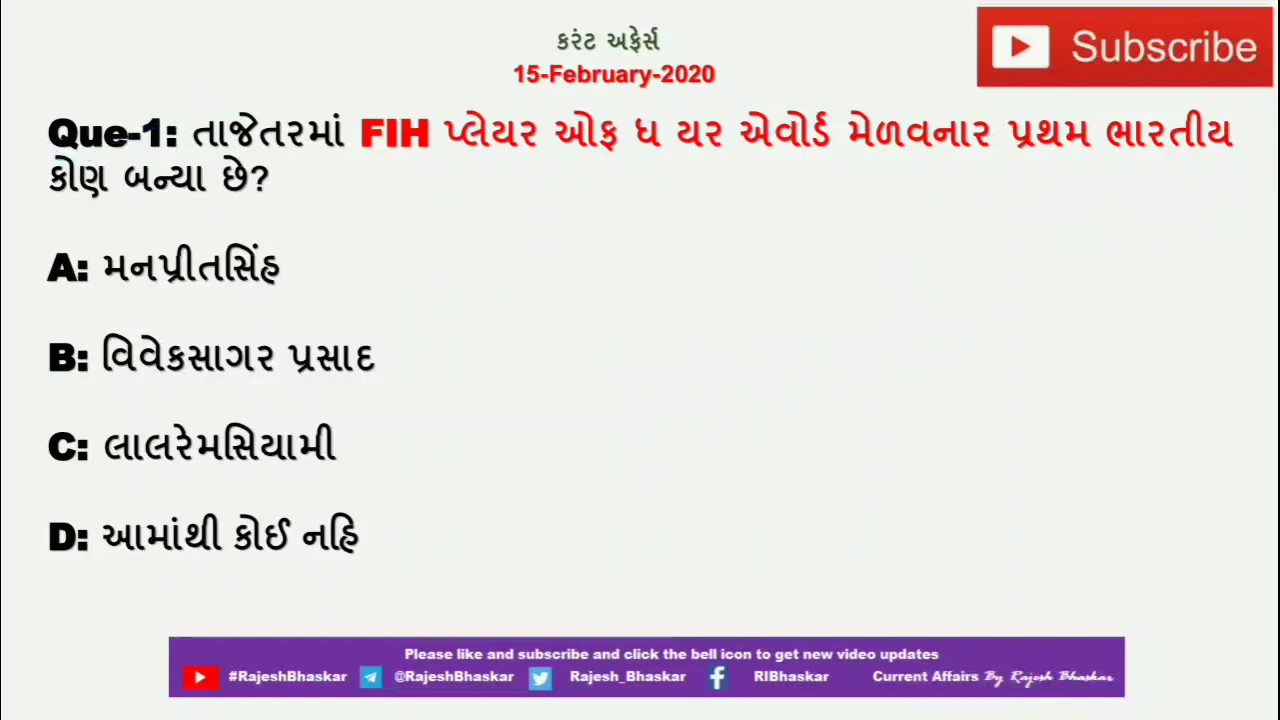 કરંટ અફેર્સ
15-February-2020
Subscribe
Que-1: તાજેતરમાં FIH પ્લેયર ઓફ ધ યર એવોર્ડ મેળવનાર પ્રથમ ભારતીય
કોણ બન્યા છે?
A: મનપ્રીતસિંહ
B: વિવેકસાગર પ્રસાદ
C: લાલરેમસિયામી
D: આમાંથી કોઈ નહિ
Please like and subscribe and click the bell icon to get new video updates
#RajeshBhaskar @RajeshBhaskar Rajesh_Bhaskar RIBhaskar Current Affairs By Rajesh Bhaskar